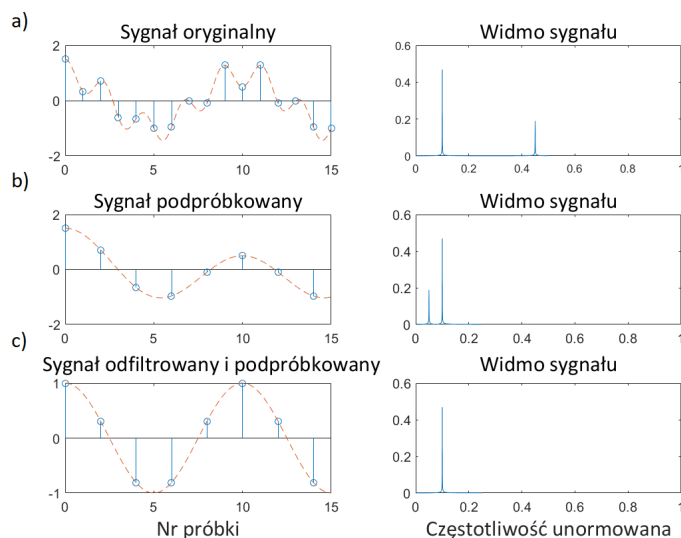 a)
Sygnał oryginalny
2
0
-2
0 5 10 15
Widmo sygnału
0.6
0.4
0.2
0
0 0.2 0.4 0.6 0.8 1
b)
Sygnał podpróbkowany
2
0
-2
0 5 10 15
Widmo sygnału
0.6
0.4
0.2
0
0 0.2 0.4 0.6 0.8 1
c)
Sygnał odfiltrowany i podpróbkowany
1
0
-1
0 5 10 15
Nr próbki
Widmo sygnału
0.6
0.4
0.2
0
0 0.2 0.4 0.6 0.8 1
Częstotliwość unormowana